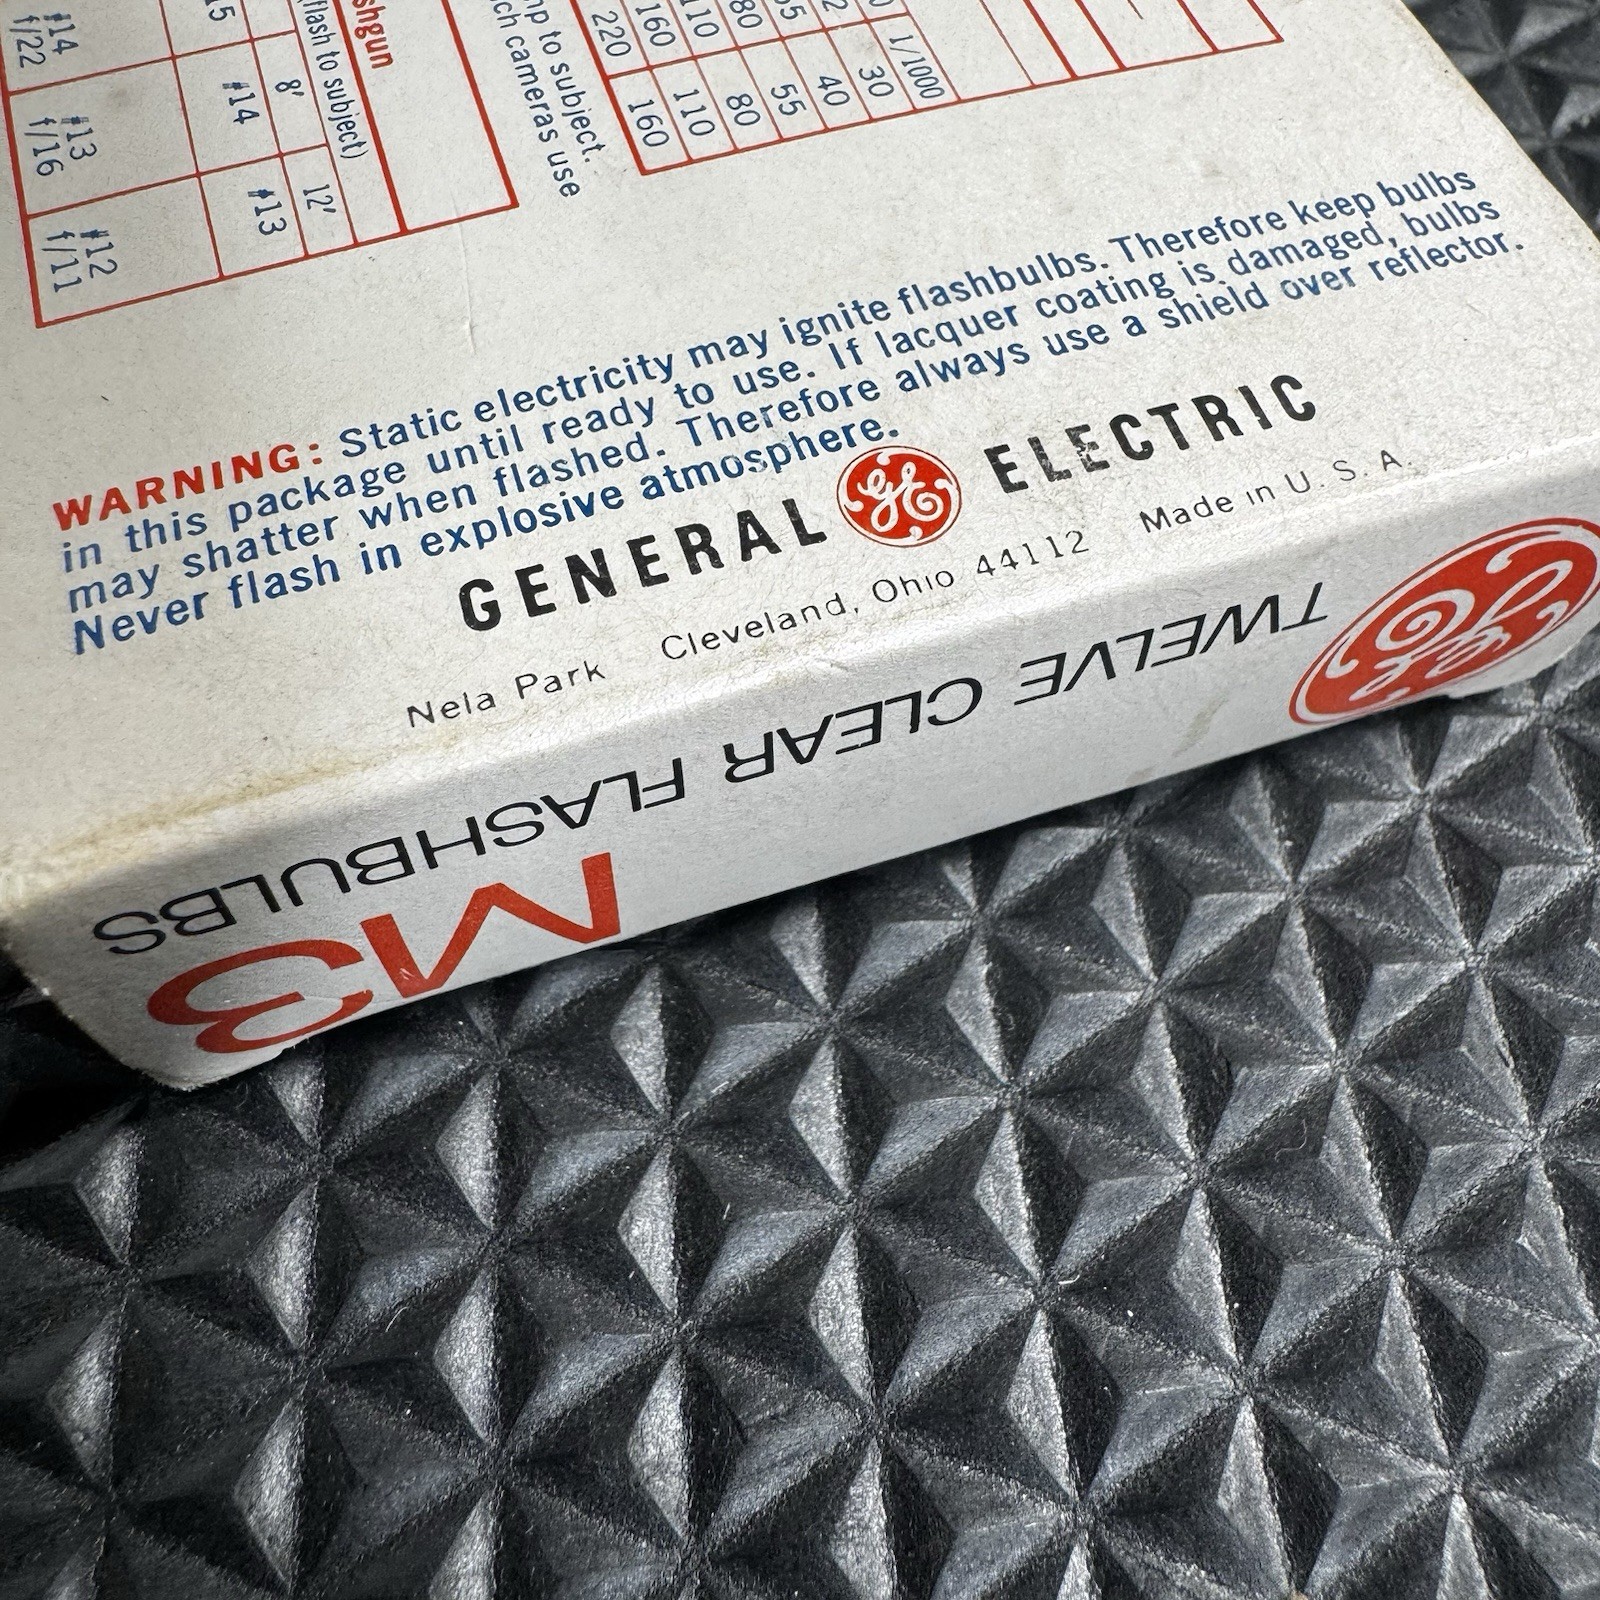 shgun
(flash to subject)
8' 12'
15 #14 #13
#14 #13 #12
f/22 f/16 f/11
to subject.
cameras use
1/1000
30
40
55
80 80
110 110
160 160
220
WARNING: Static electricity may ignite flashbulbs. Therefore keep bulbs
in this package until ready to use. If lacquer coating is damaged, bulbs
may shatter when flashed. Therefore always use a shield over reflector.
Never flash in explosive atmosphere.
GENERAL GE ELECTRIC
Nela Park Cleveland, Ohio 44112 Made in U. S. A.
GE TWELVE CLEAR FLASHBULBS
M3